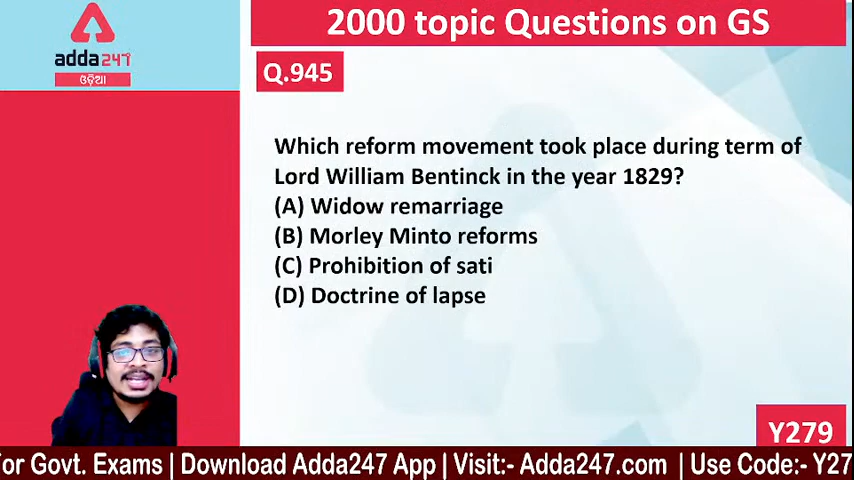 2000 topic Questions on GS
adda247
ଓଡ଼ିଆ
Q.945
Which reform movement took place during term of
Lord William Bentinck in the year 1829?
(A) Widow remarriage
(B) Morley Minto reforms
(C) Prohibition of sati
(D) Doctrine of lapse
Y279
For Govt. Exams | Download Adda247 App | Visit:- Adda247.com | Use Code:- Y27